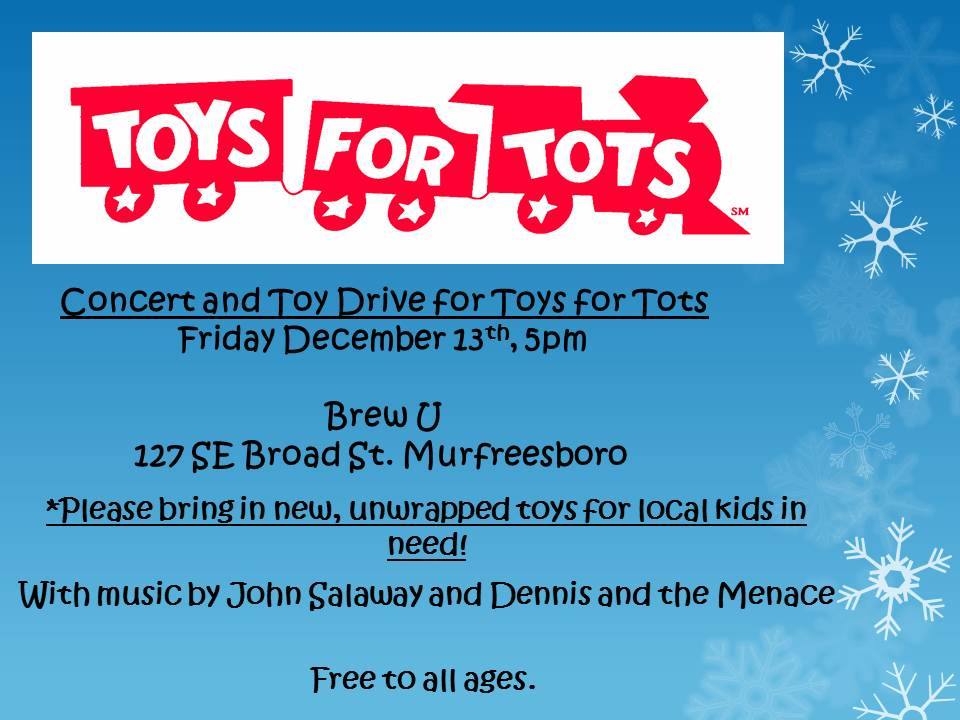 TOYS FOR TOTS
SM
Concert and Toy Drive for Toys for Tots
Friday December 13th, 5pm
Brew U
127 SE Broad St. Murfreesboro
*Please bring in new, unwrapped toys for local kids in
need!
With music by John Salaway and Dennis and the Menace
Free to all ages.